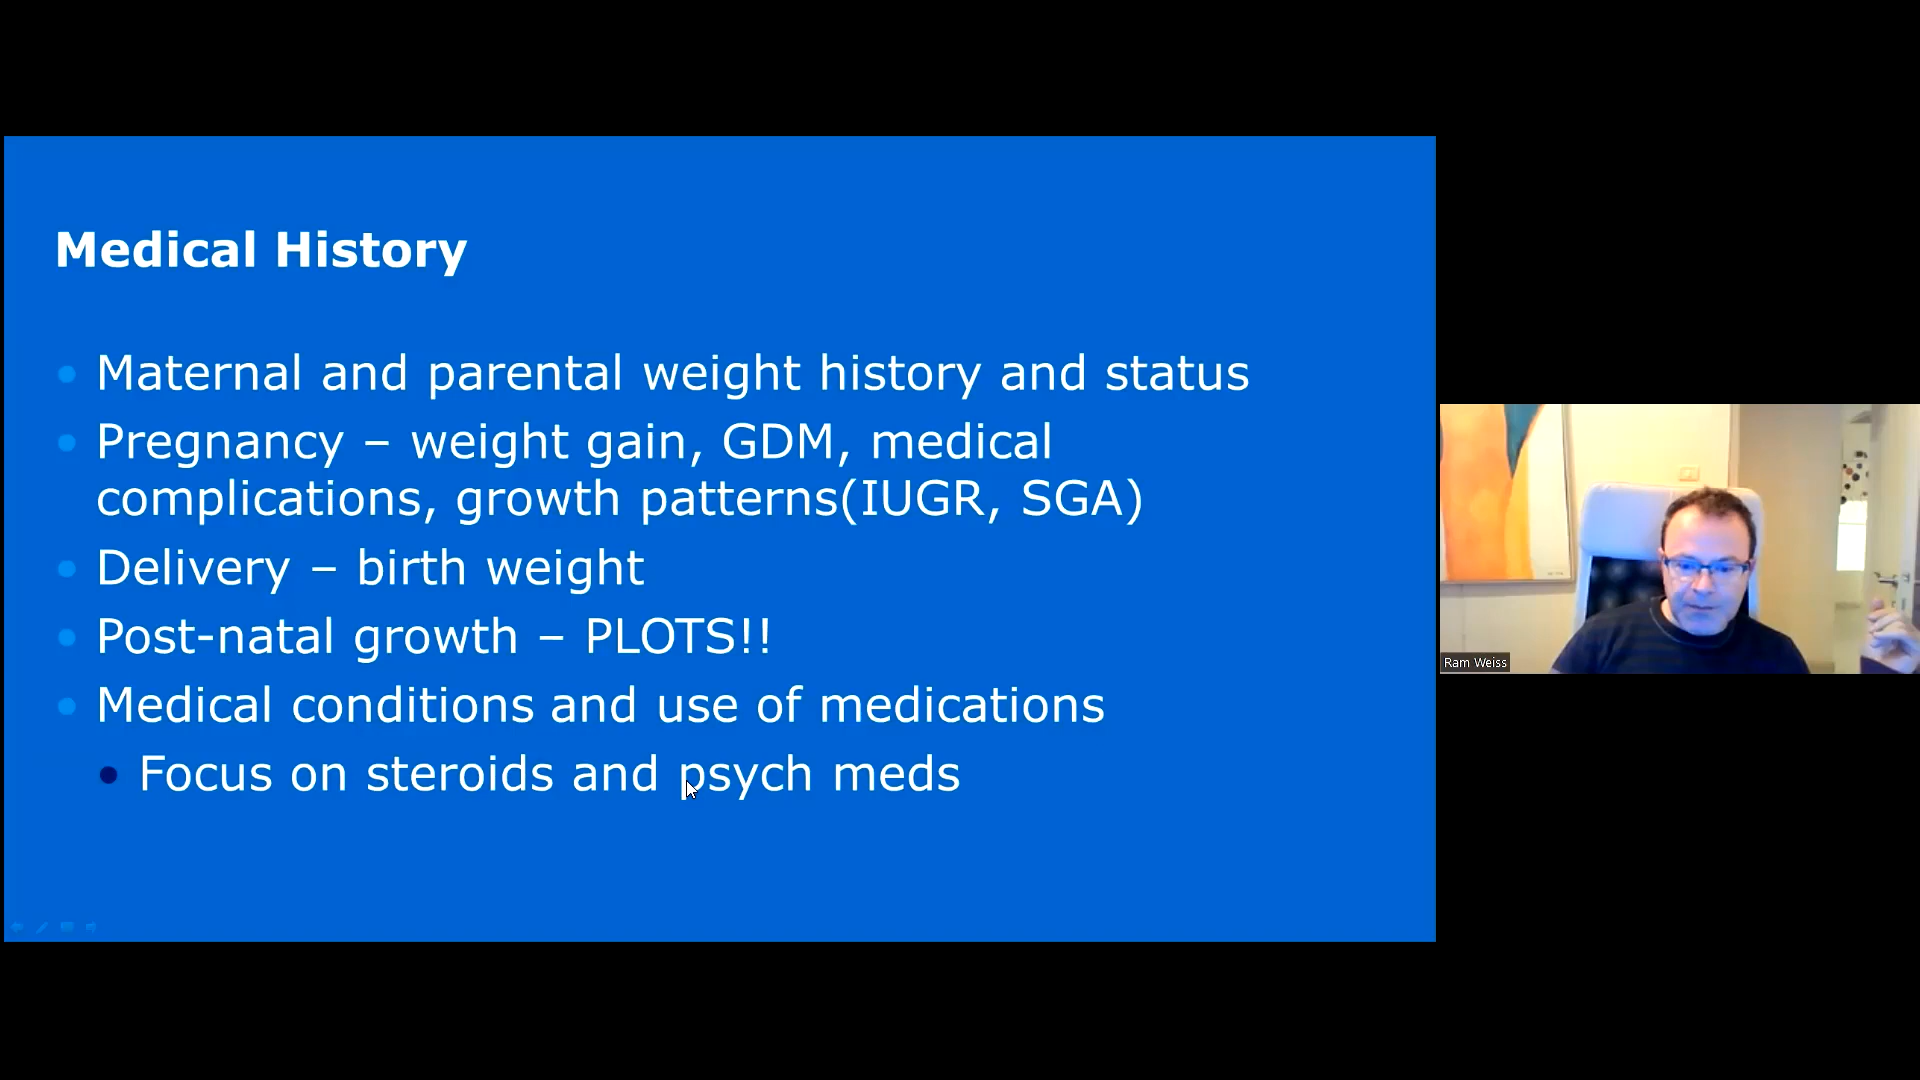 Medical History
Maternal and parental weight history and status
Pregnancy – weight gain, GDM, medical
complications, growth patterns(IUGR, SGA)
Delivery – birth weight
Post-natal growth – PLOTS!!
Medical conditions and use of medications
Focus on steroids and psych meds
Ram Weiss